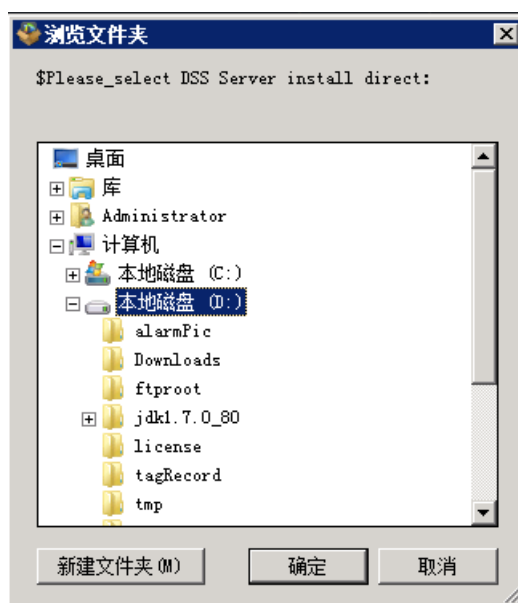 浏览文件夹
$Please_select DSS Server install direct:
桌面
库
Administrator
计算机
本地磁盘 (C:)
本地磁盘 (D:)
alarmPic
Downloads
ftproot
jdk1.7.0_80
license
tagRecord
tmp
新建文件夹(M)
确定
取消